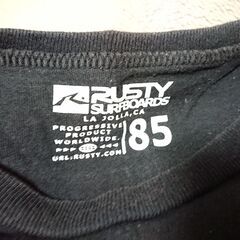 RUSTY
SURFBOARDS
LA JOLLA,CA
PROGRESSIVE
PRODUCT
WORLDWIDE.
URL.RUSTY.COM
85